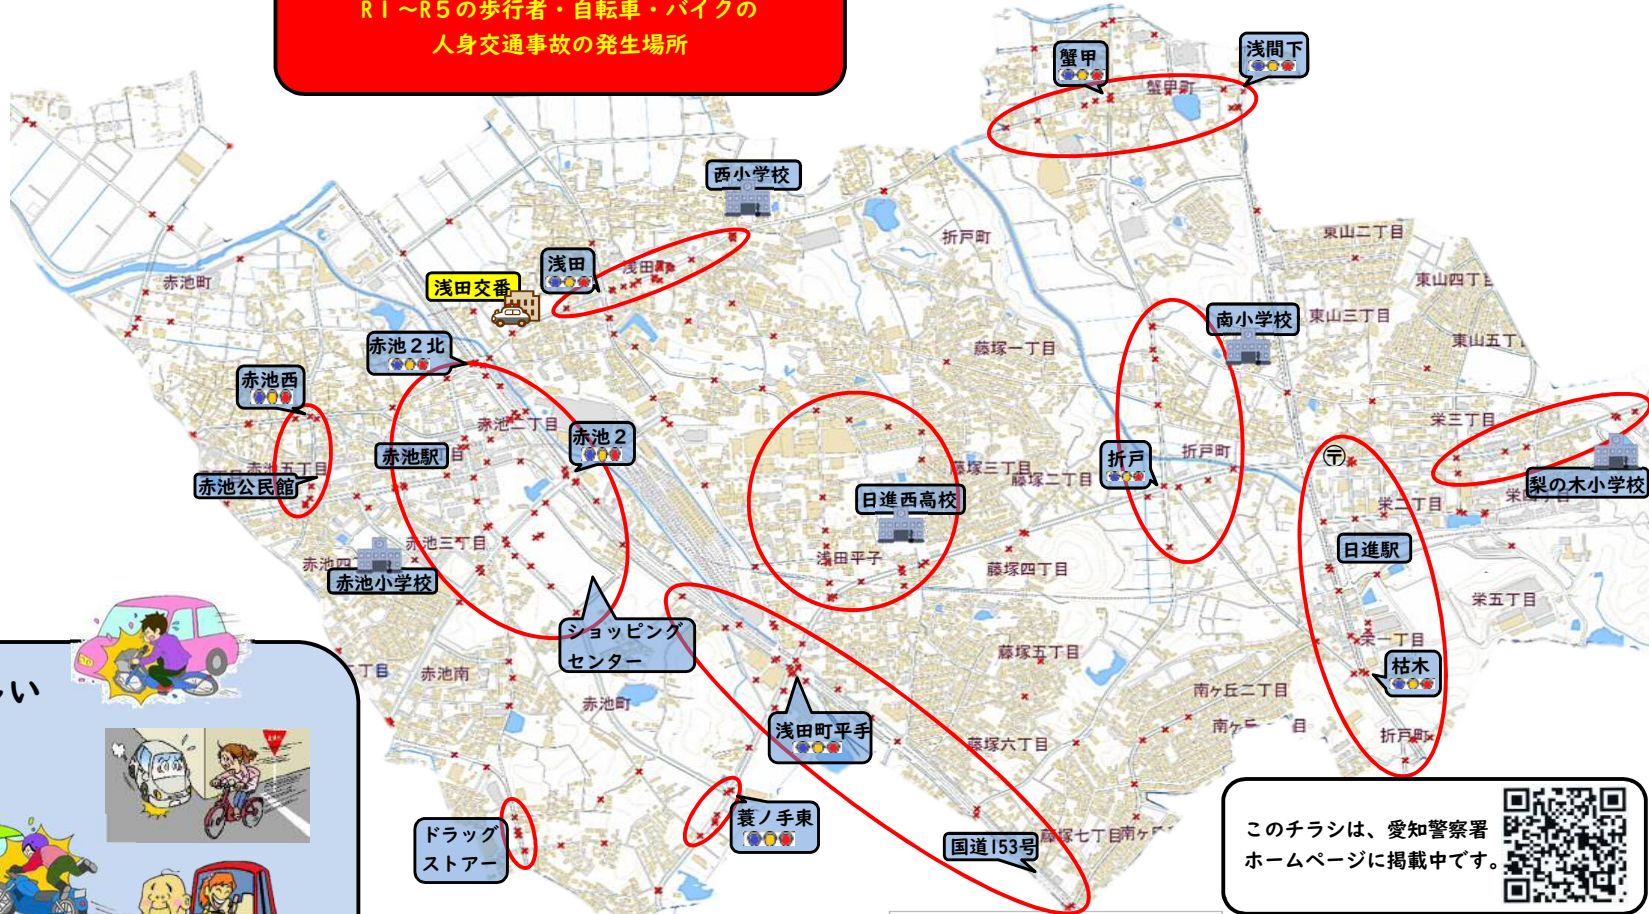 R1～R5の歩行者・自転車・バイクの
人身交通事故の発生場所
蟹甲
浅間下
蟹甲町
西小学校
折戸町
東山二丁目
浅田
浅田町
赤池町
浅田交番
東山四丁目
南小学校
東山三丁目
東山五丁
赤池2北
藤塚一丁目
赤池西
赤池二丁目
赤池2
栄三丁目
赤池駅
丁目
折戸
折戸町
〒
赤池五丁目
赤池公民館
藤塚三丁目
藤塚二丁目
梨の木小学校
日進西高校
栄二丁目
赤池三丁目
浅田平子
日進駅
赤池四
赤池小学校
藤塚四丁目
栄五丁目
ショッピング
センター
栄一丁目
藤塚五丁目
枯木
丁目
赤池南
南ヶ丘二丁目
赤池町
浅田町平手
南ヶ丘
目
折戸町
藤塚六丁目
蓑ノ手東
ドラッグ
ストアー
国道153号
藤塚七丁目
このチラシは、愛知警察署
ホームページに掲載中です。
しい